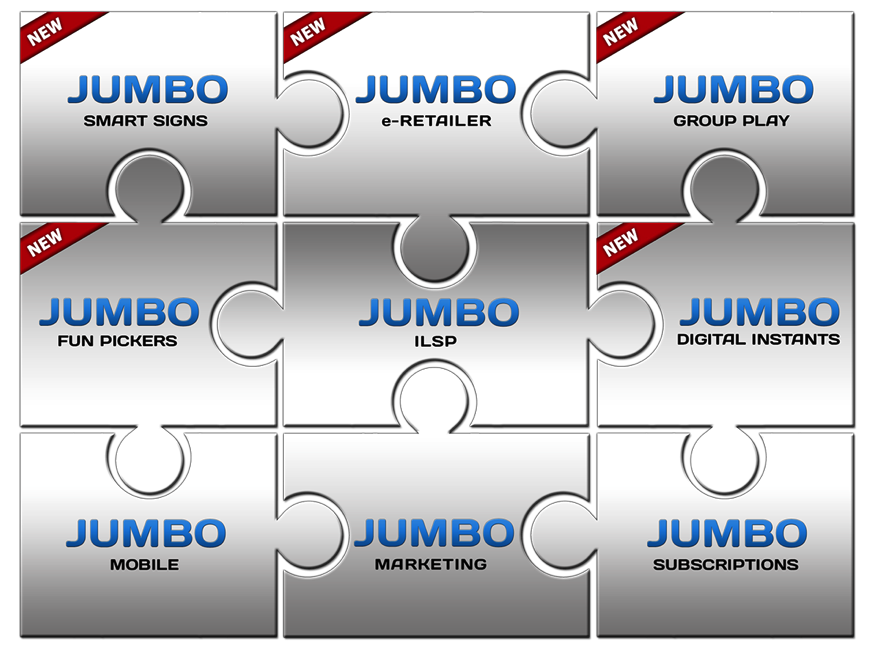 NEW
JUMBO
SMART SIGNS
NEW
JUMBO
e-RETAILER
NEW
JUMBO
GROUP PLAY
NEW
JUMBO
FUN PICKERS
JUMBO
ILSP
NEW
JUMBO
DIGITAL INSTANTS
JUMBO
MOBILE
JUMBO
MARKETING
JUMBO
SUBSCRIPTIONS